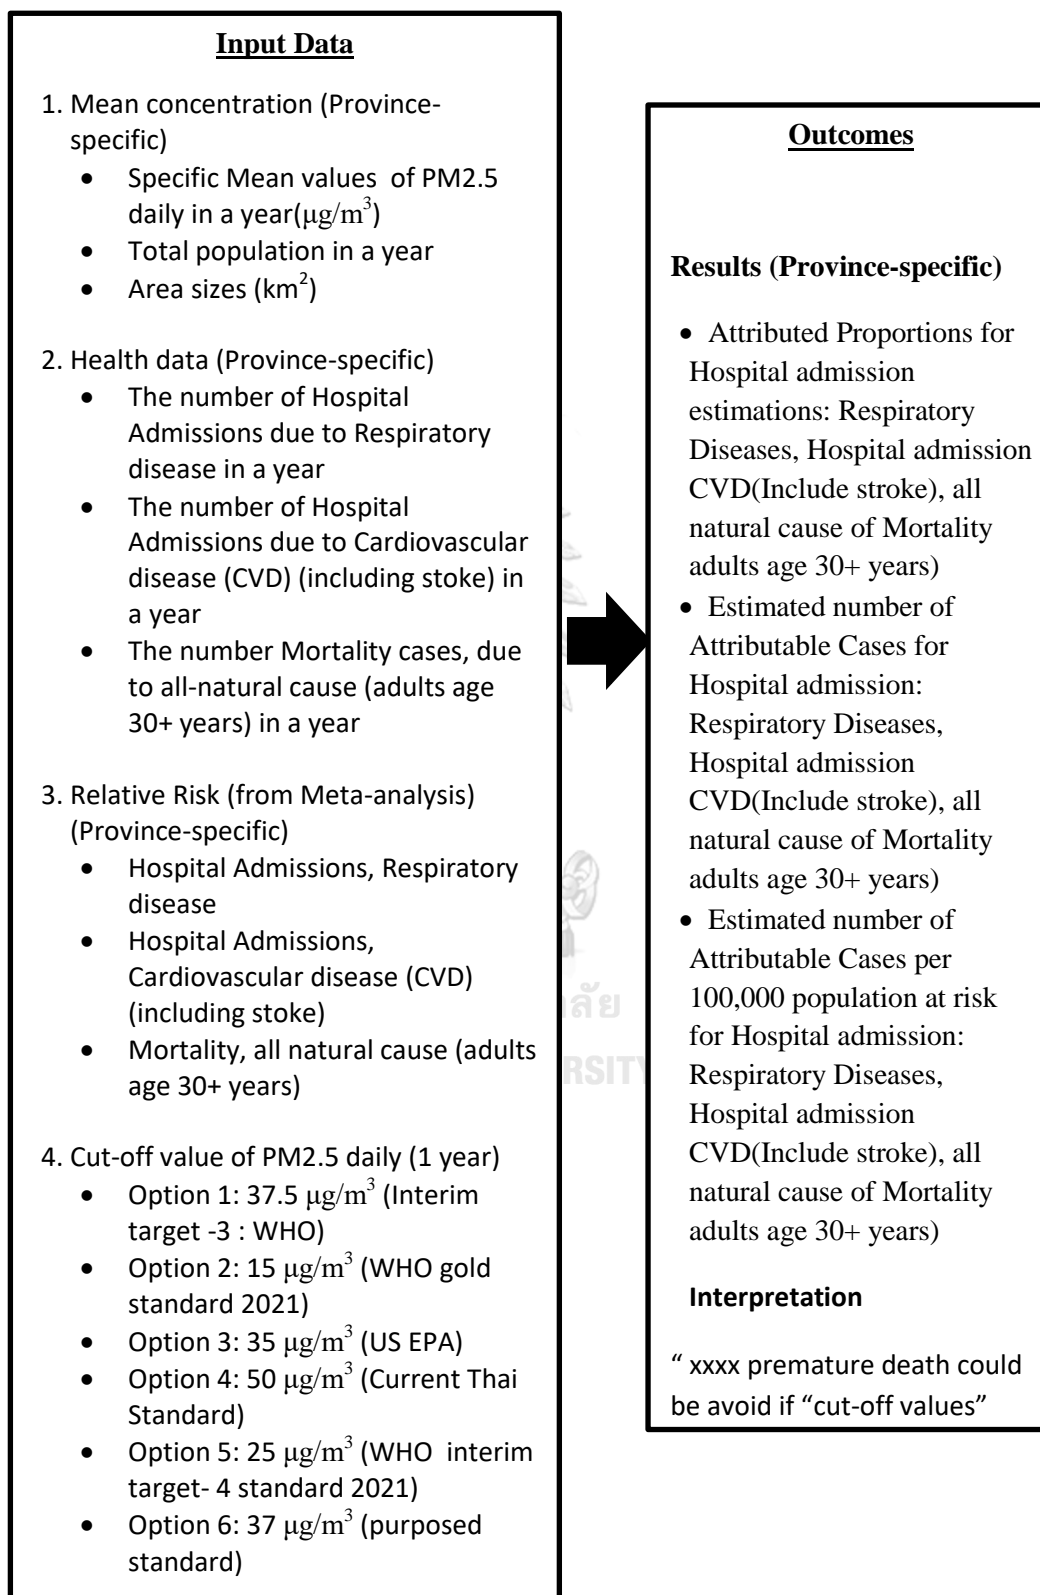 Input Data
1. Mean concentration (Province-
specific)
• Specific Mean values of PM2.5
daily in a year(μg/m³)
• Total population in a year
• Area sizes (km²)
2. Health data (Province-specific)
• The number of Hospital
Admissions due to Respiratory
disease in a year
• The number of Hospital
Admissions due to Cardiovascular
disease (CVD) (including stoke) in
a year
• The number Mortality cases, due
to all-natural cause (adults age
30+ years) in a year
3. Relative Risk (from Meta-analysis)
(Province-specific)
• Hospital Admissions, Respiratory
disease
• Hospital Admissions,
Cardiovascular disease (CVD)
(including stoke)
• Mortality, all natural cause (adults
age 30+ years)
4. Cut-off value of PM2.5 daily (1 year)
• Option 1: 37.5 μg/m³ (Interim
target -3 : WHO)
• Option 2: 15 μg/m³ (WHO gold
standard 2021)
• Option 3: 35 μg/m³ (US EPA)
• Option 4: 50 μg/m³ (Current Thai
Standard)
• Option 5: 25 μg/m³ (WHO interim
target- 4 standard 2021)
• Option 6: 37 μg/m³ (purposed
standard)
Outcomes
Results (Province-specific)
• Attributed Proportions for
Hospital admission
estimations: Respiratory
Diseases, Hospital admission
CVD(Include stroke), all
natural cause of Mortality
adults age 30+ years)
• Estimated number of
Attributable Cases for
Hospital admission:
Respiratory Diseases,
Hospital admission
CVD(Include stroke), all
natural cause of Mortality
adults age 30+ years)
• Estimated number of
Attributable Cases per
100,000 population at risk
for Hospital admission:
Respiratory Diseases,
Hospital admission
CVD(Include stroke), all
natural cause of Mortality
adults age 30+ years)
Interpretation
“ xxxx premature death could
be avoid if “cut-off values”
ลัย
RSITY